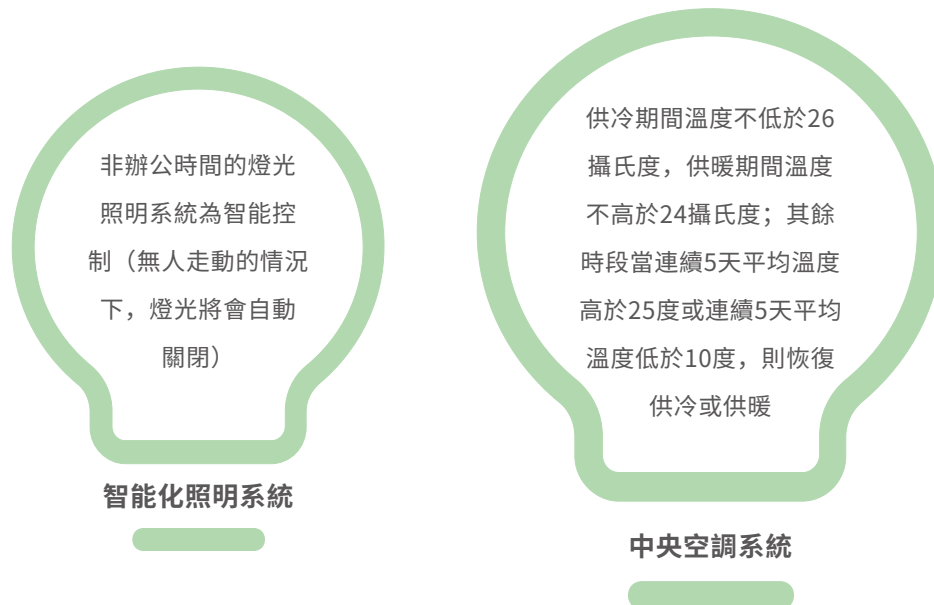 非辦公時間的燈光
照明系統為智能控
制（無人走動的情況
下，燈光將會自動
關閉）
智能化照明系統
供冷期間溫度不低於26
攝氏度，供暖期間溫度
不高於24攝氏度；其餘
時段當連續5天平均溫度
高於25度或連續5天平均
溫度低於10度，則恢復
供冷或供暖
中央空調系統